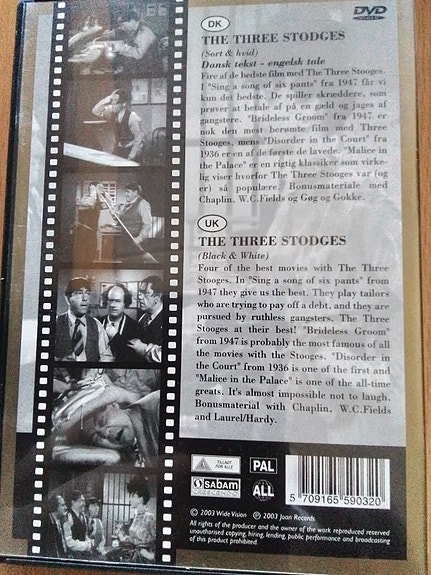 DK
DVD
THE THREE STODGES
(Sort & hvid)
Dansk tekst - engelsk tale
Fire af de bedste film med The Three Stooges.
I "Sing a song of six pants" fra 1947 får vi
kun det bedste. De spiller skræddere, som
prøver at betale af på en gæld og jages af
gangstere. "Brideless Groom" fra 1947 er
nok den mest berømte film med Three
Stooges, mens "Disorder in the Court" fra
1936 er en af de første de lavede. "Malice in
the Palace" er en rigtig klassiker som virke-
lig viser hvorfor The Three Stooges var (og
er) så populære. Bonusmateriale med
Chaplin, W.C.Fields og Gøg og Gokke.
UK
THE THREE STODGES
(Black & White)
Four of the best movies with The Three
Stooges. In "Sing a song of six pants" from
1947 they give us the best. They play tailors
who are trying to pay off a debt, and they are
pursued by ruthless gangsters. The Three
Stooges at their best! "Brideless Groom"
from 1947 is probably the most famous of all
the movies with the Stooges. "Disorder in
the Court" from 1936 is one of the first and
"Malice in the Palace" is one of the all-time
greats. It's almost impossible not to laugh.
Bonusmaterial with Chaplin, W.C.Fields
and Laurel/Hardy.
TILLADT
FOR ALLE
PAL
sabam
CRESCENDO
ALL
5 709165 590320
© 2003 Wide Vision ℗ 2003 Joan Records
All rights of the producer and the owner of the work reproduced reserved
unauthorised copying, hiring, lending, public performance and broadcasting
of this product prohibited.